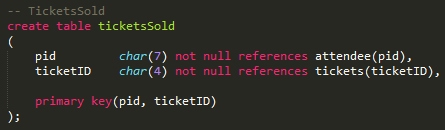 -- TicketsSold
create table ticketsSold
(
    pid         char(7) not null references attendee(pid),
    ticketID    char(4) not null references tickets(ticketID),
    primary key(pid, ticketID)
);